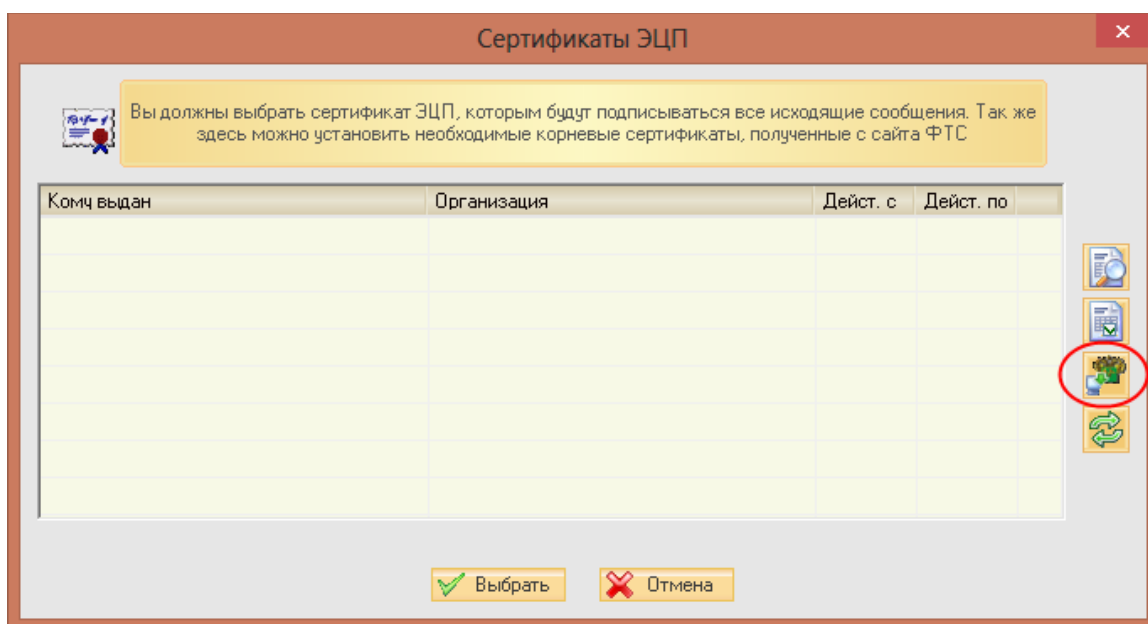 Сертификаты ЭЦП
Вы должны выбрать сертификат ЭЦП, которым будут подписываться все исходящие сообщения. Так же
здесь можно установить необходимые корневые сертификаты, полученные с сайта ФТС
Кому выдан Организация Дейст. с Дейст. по
Выбрать Отмена